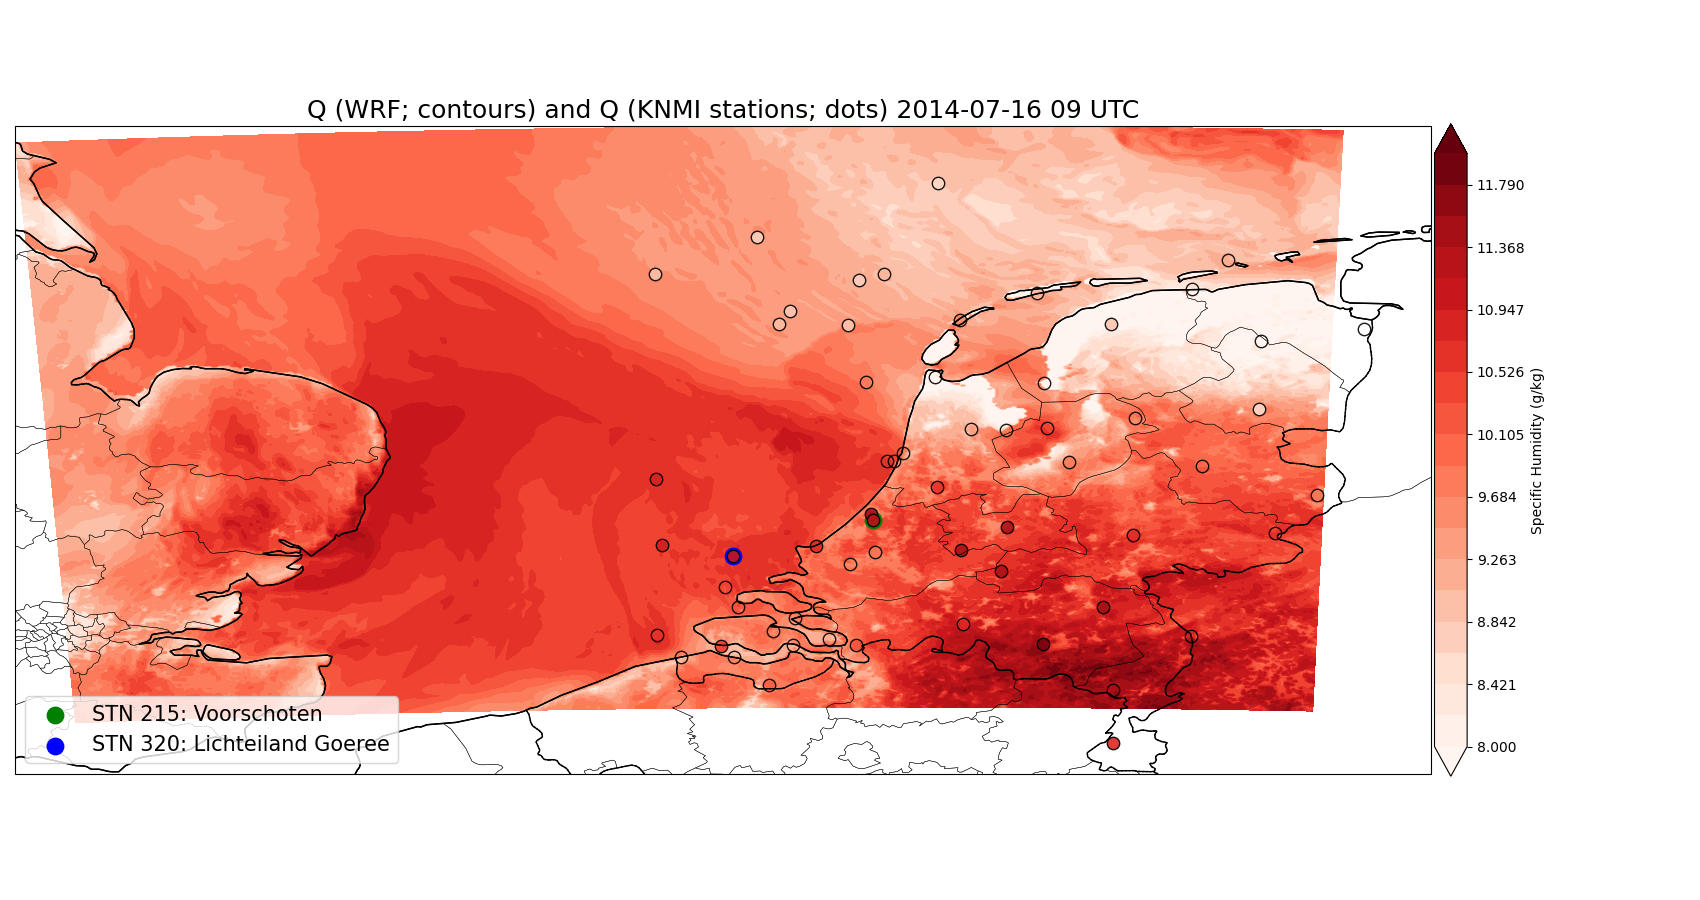 Q (WRF; contours) and Q (KNMI stations; dots) 2014-07-16 09 UTC
11.790
11.368
10.947
10.526
10.105
9.684
9.263
8.842
8.421
8.000
Specific Humidity (g/kg)
STN 215: Voorschoten
STN 320: Lichteiland Goeree